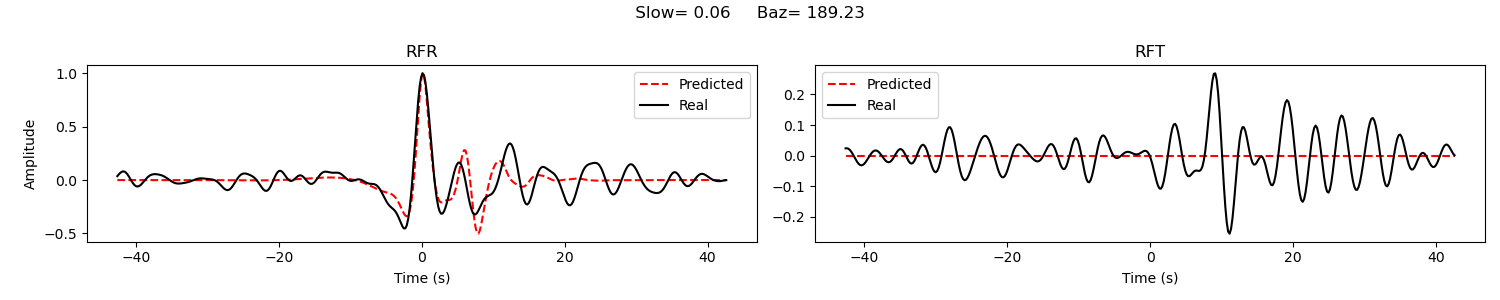 Slow= 0.06 Baz= 189.23
RFR
RFT
Amplitude
1.0
0.5
0.0
−0.5
Predicted
Real
−40
−20
0
20
40
Time (s)
0.2
0.1
0.0
−0.1
−0.2
Predicted
Real
−40
−20
0
20
40
Time (s)